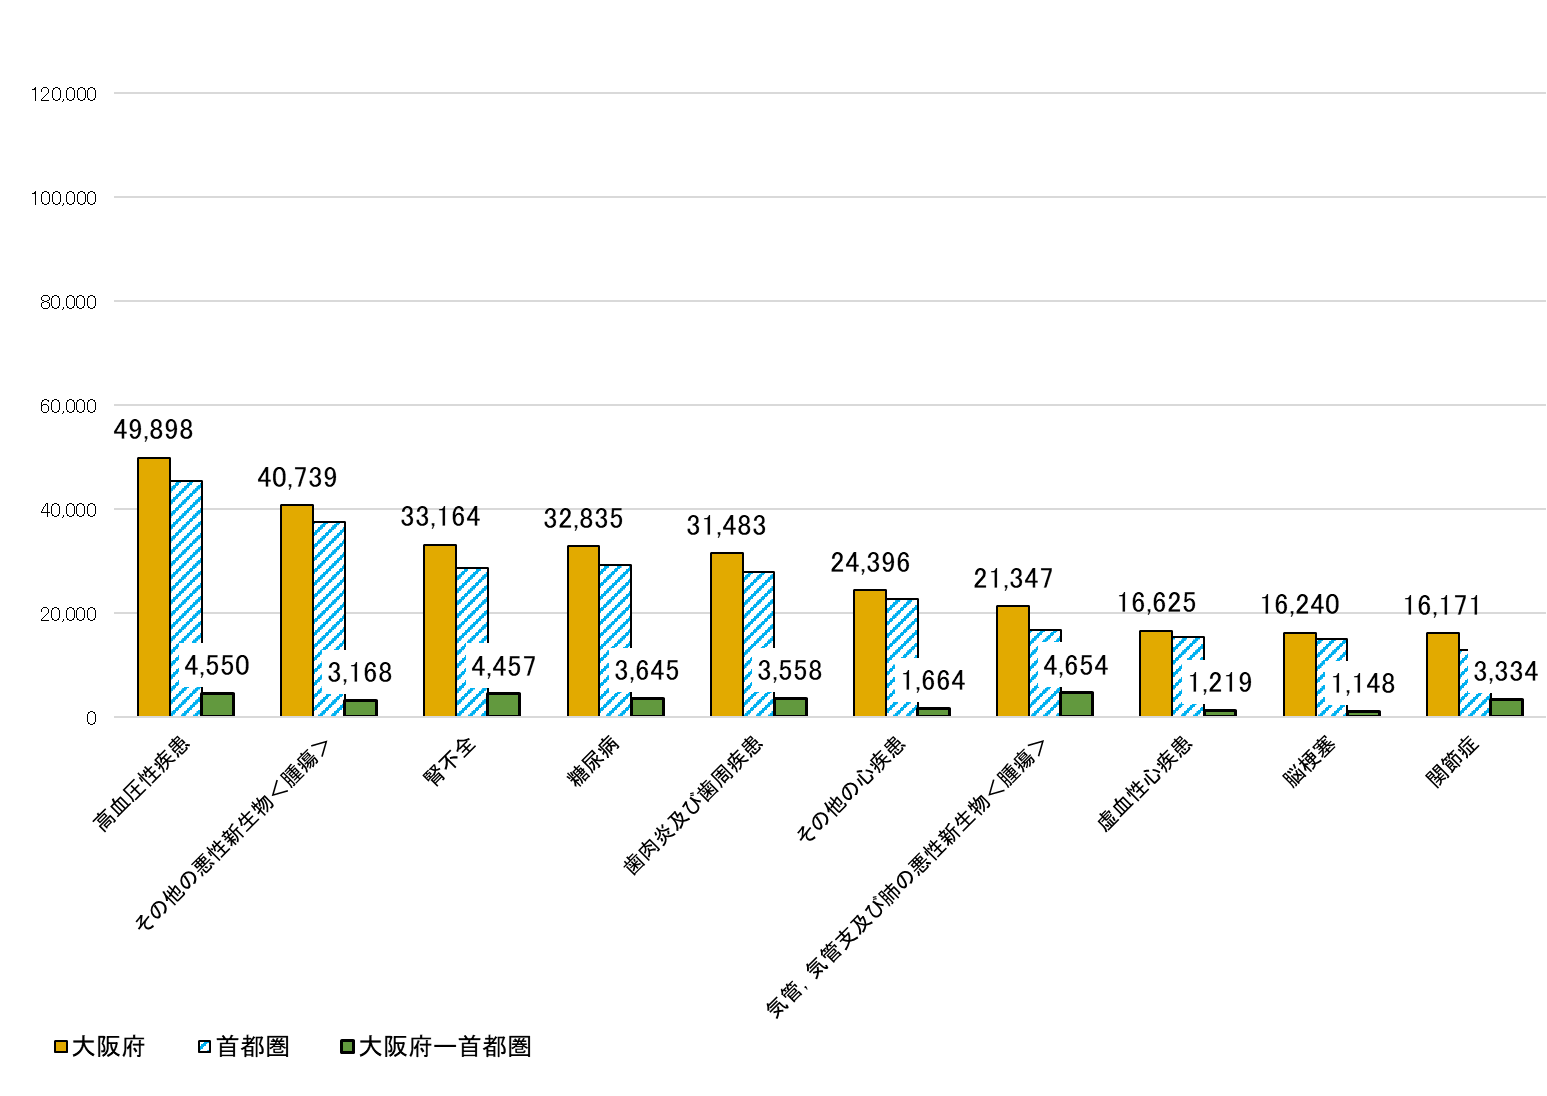 120,000
100,000
80,000
60,000
40,000
20,000
0
49,898
40,739
33,164
32,835
31,483
24,396
21,347
16,625
16,240
16,171
4,550
3,168
4,457
3,645
3,558
1,664
4,654
1,219
1,148
3,334
高血圧性疾患
その他の悪性新生物＜腫瘍＞
腎不全
糖尿病
歯肉炎及び歯周疾患
その他の心疾患
気管，気管支及び肺の悪性新生物＜腫瘍＞
虚血性心疾患
脳梗塞
関節症
大阪府
首都圏
大阪府ー首都圏